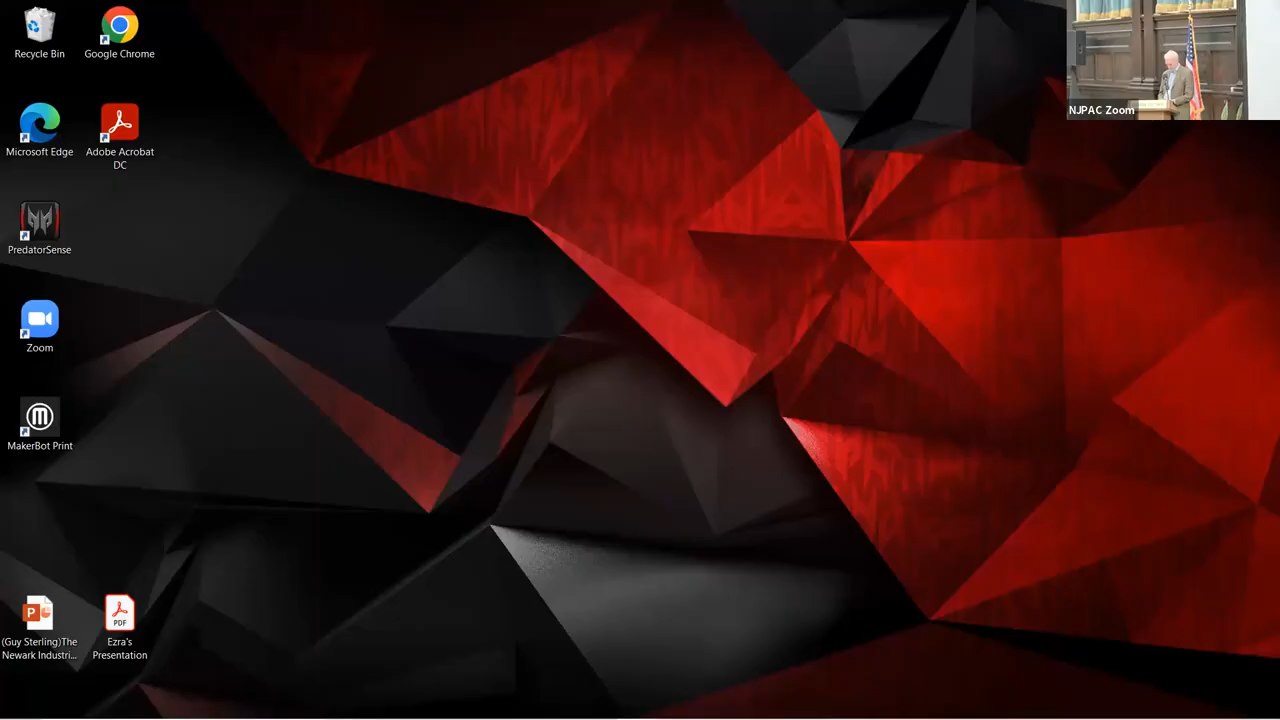 Recycle Bin
Google Chrome
NJPAC Zoom
Microsoft Edge
Adobe Acrobat
DC
PredatorSense
Zoom
MakerBot Print
(Guy Sterling)The
Newark Industri...
PDF
Ezra's
Presentation